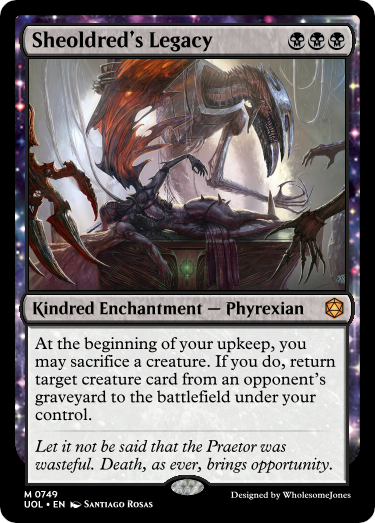 Sheoldred's Legacy
Kindred Enchantment — Phyrexian
At the beginning of your upkeep, you
may sacrifice a creature. If you do, return
target creature card from an opponent's
graveyard to the battlefield under your
control.
Let it not be said that the Praetor was
wasteful. Death, as ever, brings opportunity.
M 0749
UOL • EN Santiago Rosas
Designed by WholesomeJones